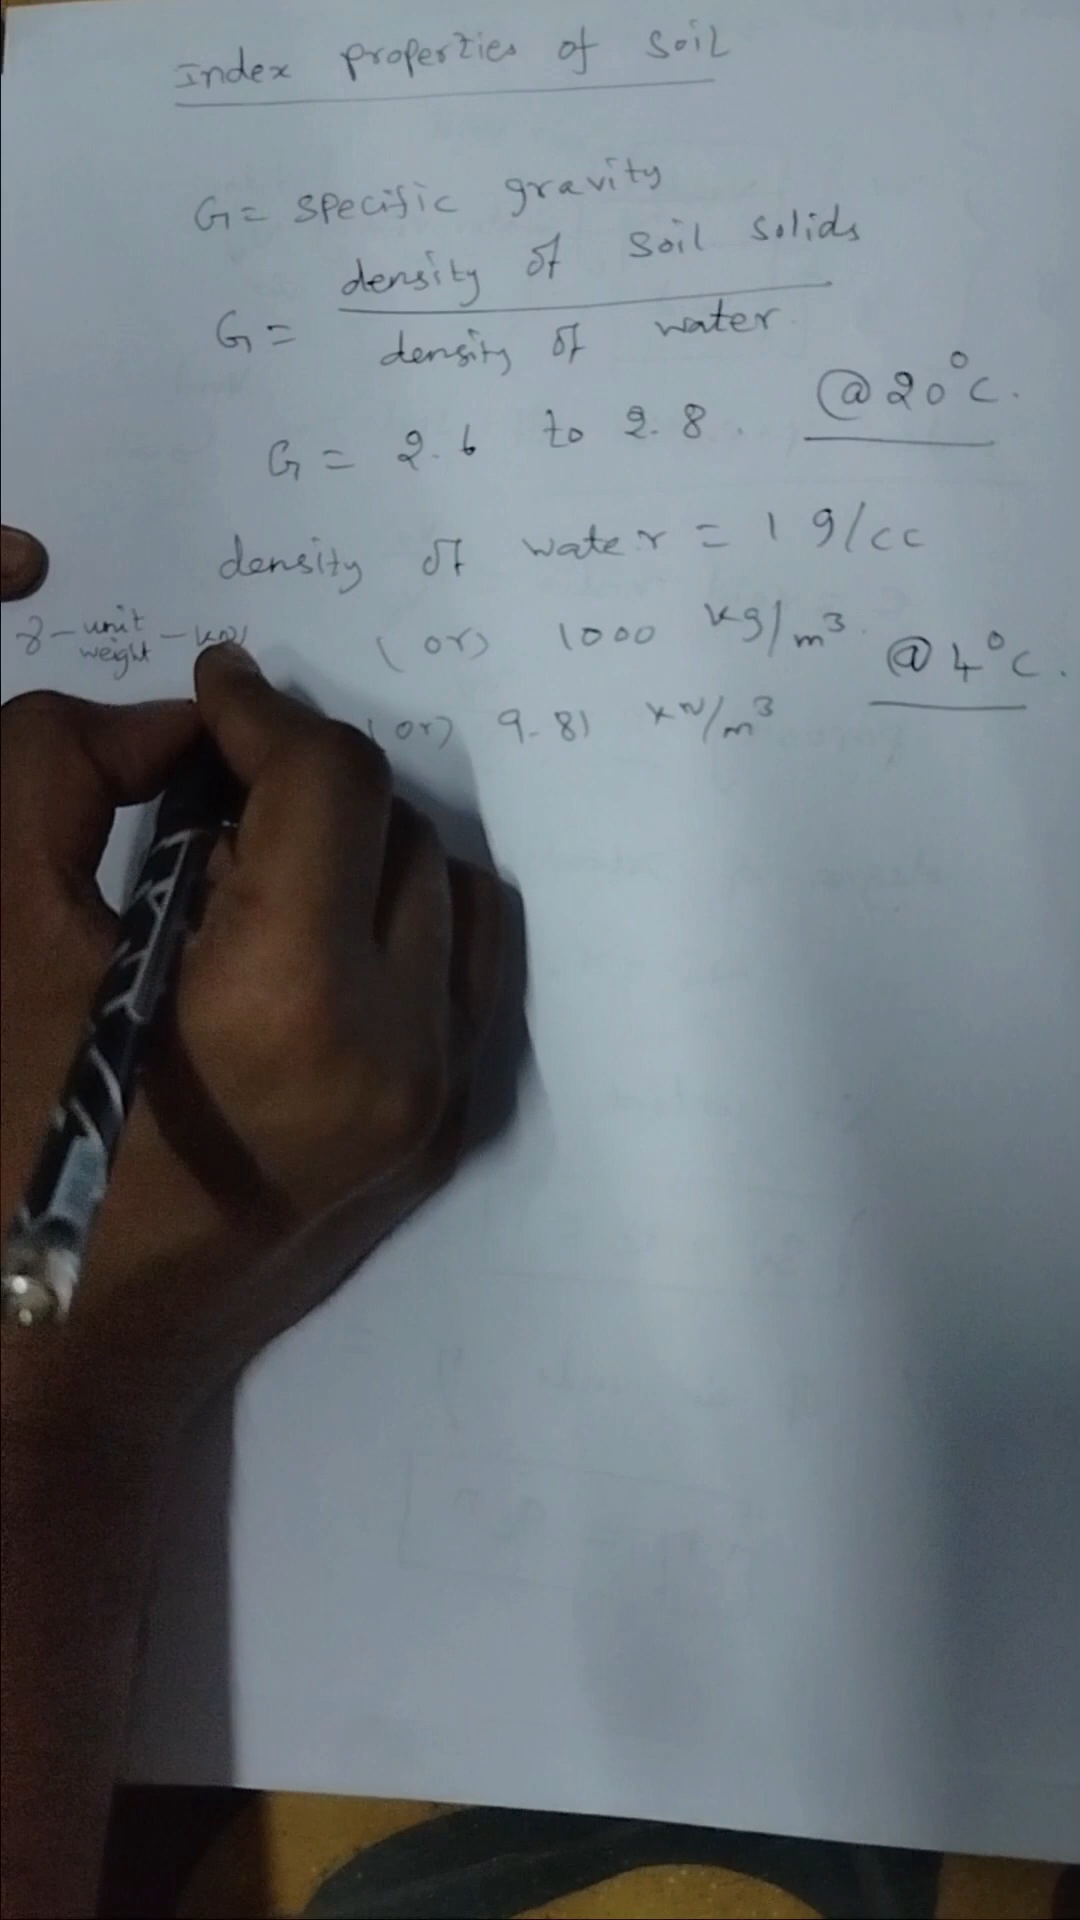 Index properties of soil
G = specific gravity
G = density of soil solids
density of water
G = 2.6 to 2.8. @20°C.
density of water = 1 g/cc
γ - unit weight - kN/
(or) 1000 kg/m³. @4°C.
(or) 9.81 kN/m³